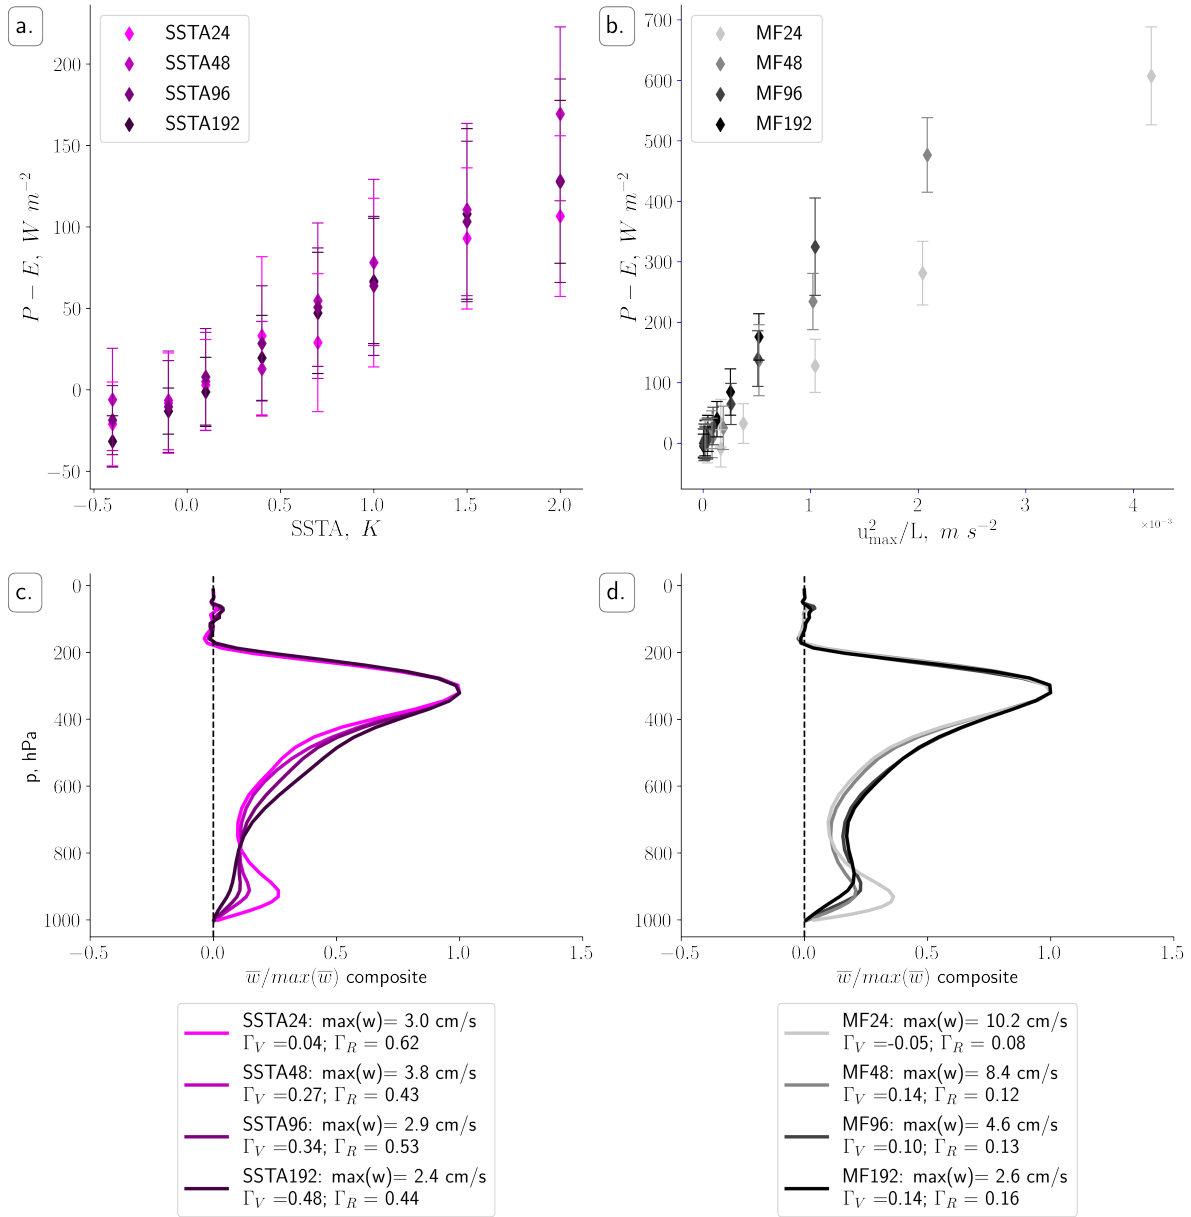 a.
SSTA24
SSTA48
SSTA96
SSTA192
200
150
100
50
0
−50
P − E, W m−2
−0.5 0.0 0.5 1.0 1.5 2.0
SSTA, K
b.
MF24
MF48
MF96
MF192
700
600
500
400
300
200
100
0
P − E, W m−2
0 1 2 3 4
×10−3
u2max/L, m s−2
c.
0
200
400
600
800
1000
p, hPa
−0.5 0.0 0.5 1.0 1.5
w̅/max(w̅) composite
SSTA24: max(w)= 3.0 cm/s
ΓV =0.04; ΓR = 0.62
SSTA48: max(w)= 3.8 cm/s
ΓV =0.27; ΓR = 0.43
SSTA96: max(w)= 2.9 cm/s
ΓV =0.34; ΓR = 0.53
SSTA192: max(w)= 2.4 cm/s
ΓV =0.48; ΓR = 0.44
d.
0
200
400
600
800
1000
−0.5 0.0 0.5 1.0 1.5
w̅/max(w̅) composite
MF24: max(w)= 10.2 cm/s
ΓV =-0.05; ΓR = 0.08
MF48: max(w)= 8.4 cm/s
ΓV =0.14; ΓR = 0.12
MF96: max(w)= 4.6 cm/s
ΓV =0.10; ΓR = 0.13
MF192: max(w)= 2.6 cm/s
ΓV =0.14; ΓR = 0.16